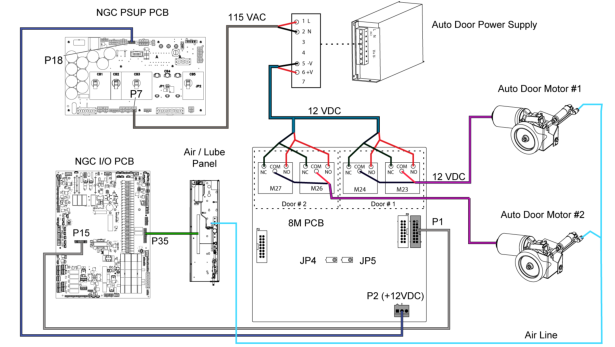 NGC PSUP PCB
115 VAC
1 L
2 N
3
4
5 -V
6 +V
7
Auto Door Power Supply
P18
P7
12 VDC
Auto Door Motor #1
NGC I/O PCB
Air / Lube
Panel
COM
NC
NO
M27
COM
NC
NO
M26
COM
NC
NO
M24
COM
NC
NO
M23
12 VDC
Door # 2
Door # 1
P15
P35
8M PCB
P1
Auto Door Motor #2
JP4
JP5
P2 (+12VDC)
Air Line